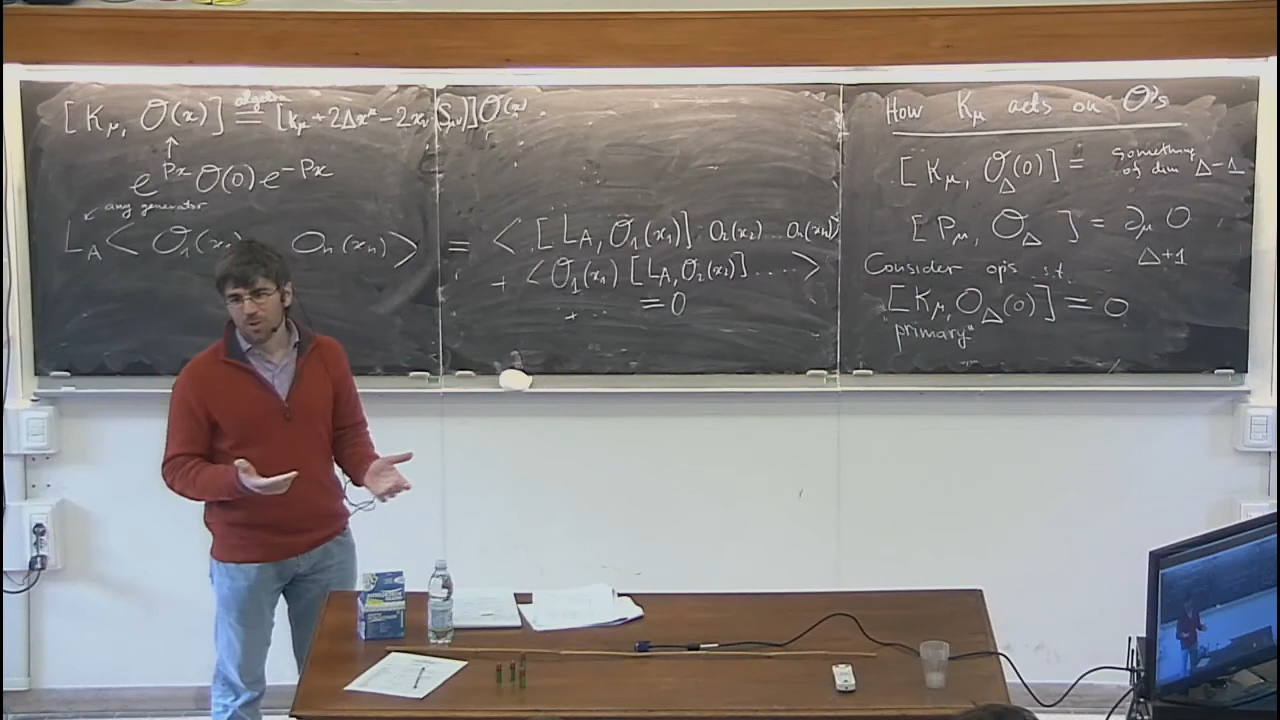 [K_μ, O(x)] = algebra [k_μ + 2Δx^μ - 2x_ν (S_μν)] O(x)
↑
e^{Px} O(0) e^{-Px}
any generator
L_A < O_1(x_1) O_n(x_n) >
= < [L_A, O_1(x_1)] O_2(x_2) ... O_n(x_n)
+ < O_1(x_1) [L_A, O_2(x_2)] .... >
+ .. = 0
How K_μ acts on O's
[K_μ, O_Δ(0)] = something of dim Δ-1
[P_μ, O_Δ ] = ∂_μ O
Δ+1
Consider op's s.t.
[K_μ, O_Δ(0)] = 0
"primary"